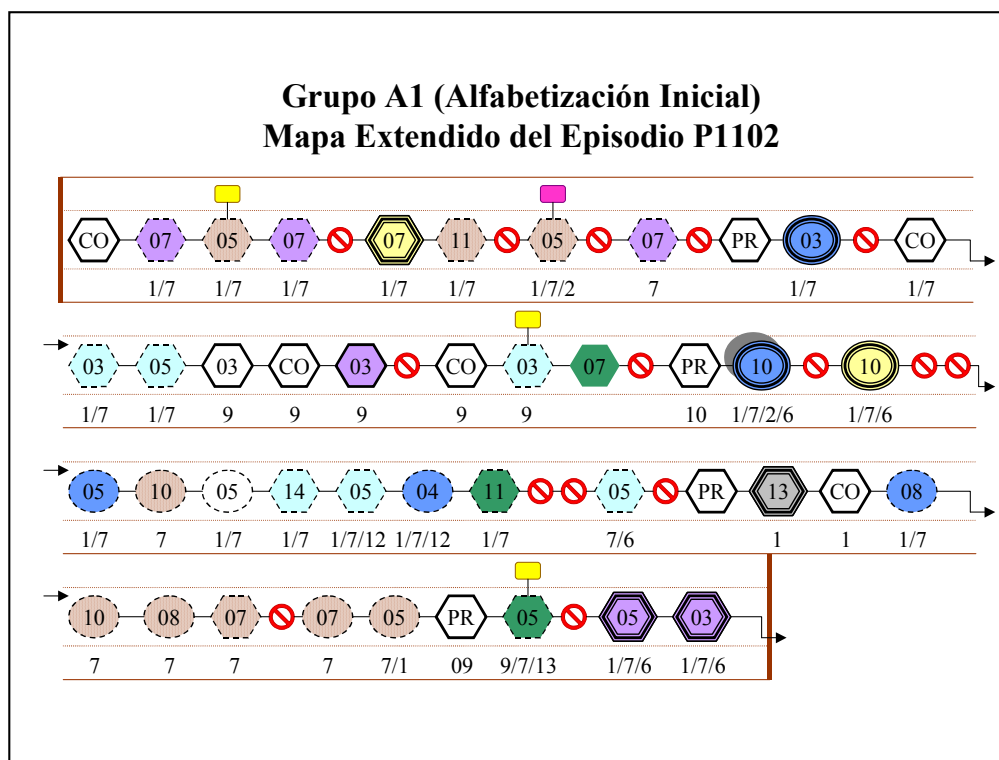 Grupo A1 (Alfabetización Inicial)
Mapa Extendido del Episodio P1102
CO 07 05 07 07 11 05 07 PR 03 CO
1/7 1/7 1/7 1/7 1/7 1/7/2 7 1/7 1/7
03 05 03 CO 03 CO 03 07 PR 10 10
1/7 1/7 9 9 9 9 9 10 1/7/2/6 1/7/6
05 10 05 14 05 04 11 05 PR 13 CO 08
1/7 7 1/7 1/7 1/7/12 1/7/12 1/7 7/6 1 1 1/7
10 08 07 07 05 PR 05 05 03
7 7 7 7 7/1 09 9/7/13 1/7/6 1/7/6